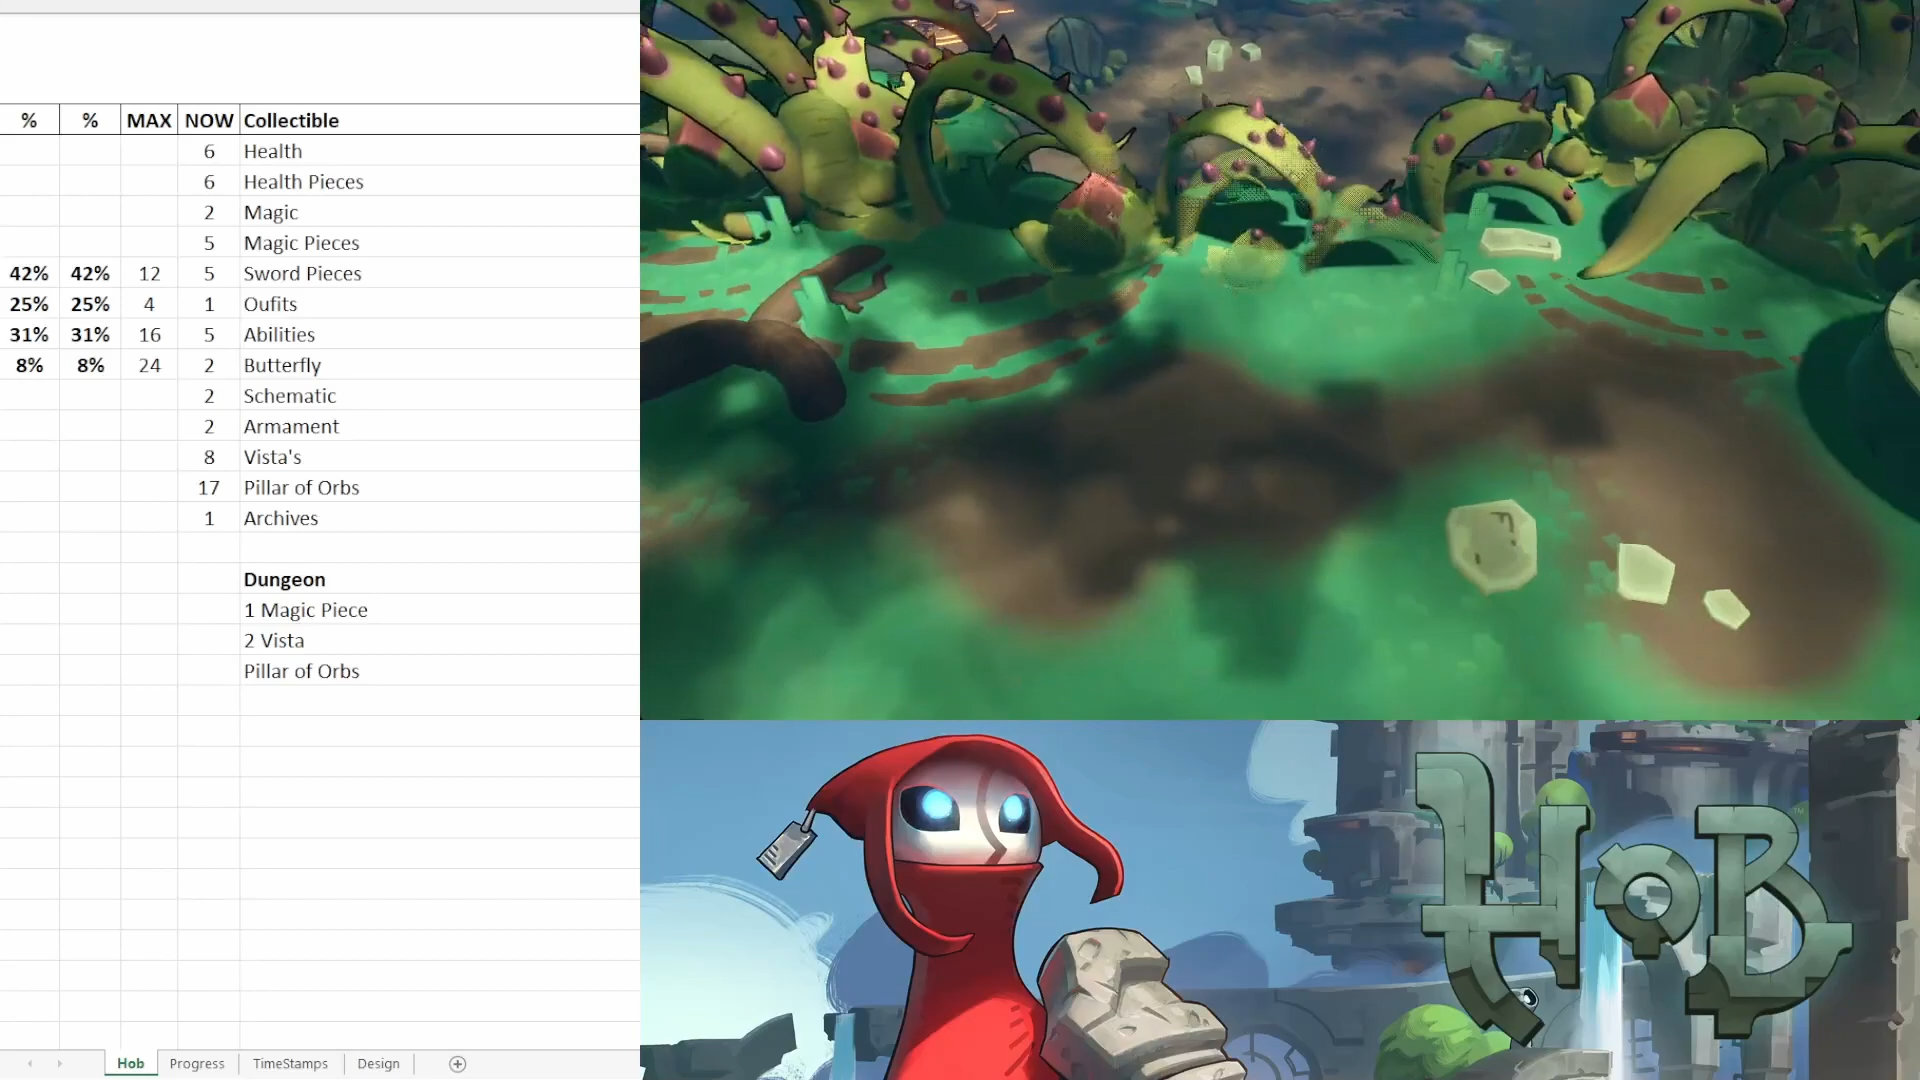 % % MAX NOW Collectible
6 Health
6 Health Pieces
2 Magic
5 Magic Pieces
42% 42% 12 5 Sword Pieces
25% 25% 4 1 Oufits
31% 31% 16 5 Abilities
8% 8% 24 2 Butterfly
2 Schematic
2 Armament
8 Vista's
17 Pillar of Orbs
1 Archives
Dungeon
1 Magic Piece
2 Vista
Pillar of Orbs
Hob Progress TimeStamps Design
HOB
TM